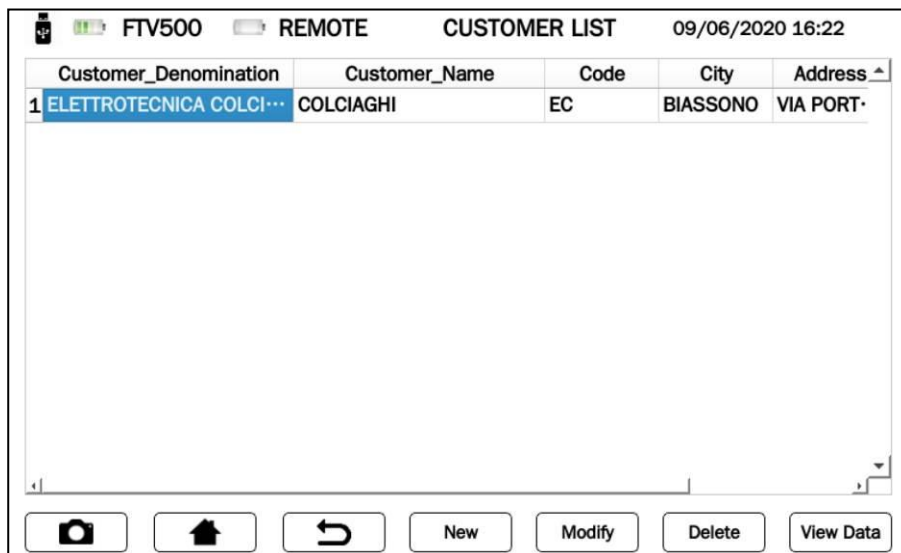 FTV500 REMOTE CUSTOMER LIST 09/06/2020 16:22
Customer_Denomination Customer_Name Code City Address
1 ELETTROTECNICA COLCI··· COLCIAGHI EC BIASSONO VIA PORT·
New Modify Delete View Data